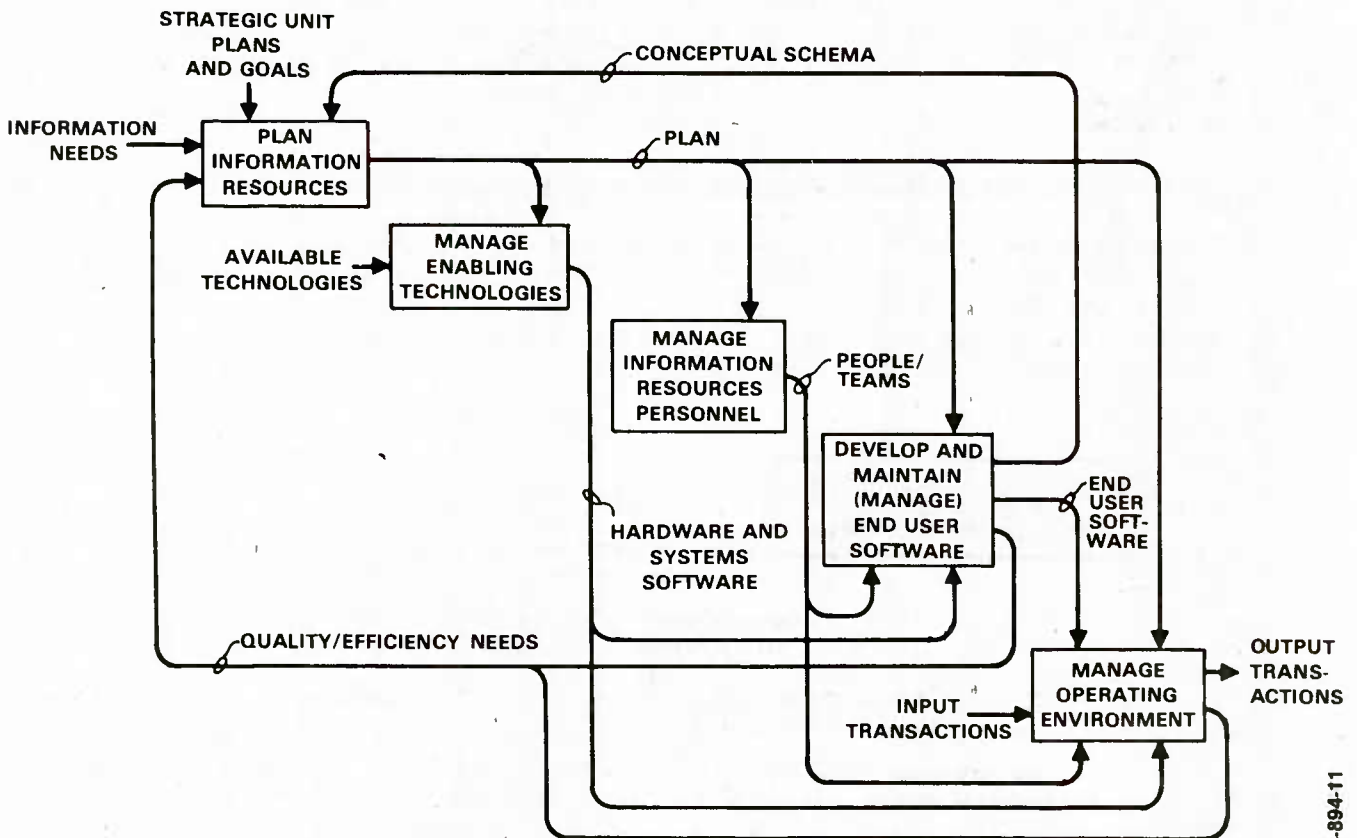 STRATEGIC UNIT
PLANS
AND GOALS
CONCEPTUAL SCHEMA
INFORMATION
NEEDS
PLAN
INFORMATION
RESOURCES
PLAN
AVAILABLE
TECHNOLOGIES
MANAGE
ENABLING
TECHNOLOGIES
MANAGE
INFORMATION
RESOURCES
PERSONNEL
PEOPLE/
TEAMS
DEVELOP AND
MAINTAIN
(MANAGE)
END USER
SOFTWARE
END
USER
SOFT-
WARE
HARDWARE AND
SYSTEMS
SOFTWARE
QUALITY/EFFICIENCY NEEDS
MANAGE
OPERATING
ENVIRONMENT
OUTPUT
TRANS-
ACTIONS
INPUT
TRANSACTIONS
-894-11